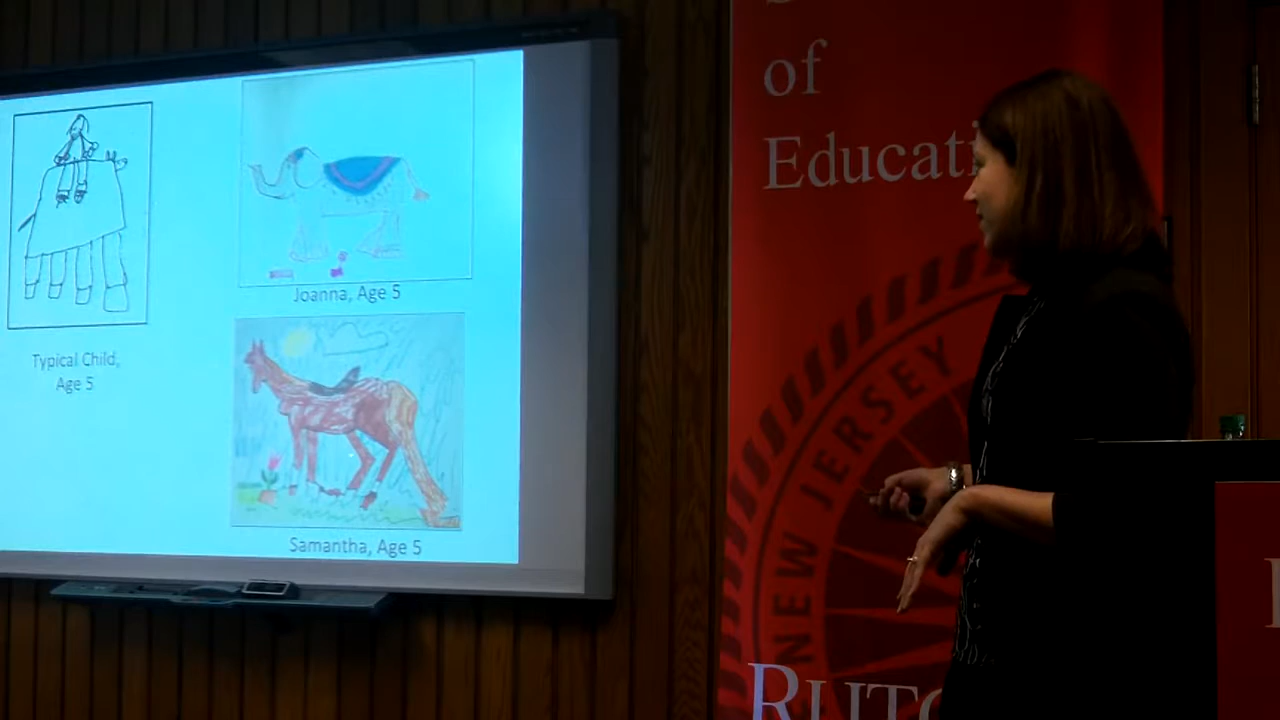 Typical Child,
Age 5
Joanna, Age 5
Samantha, Age 5
of
Educati
NEW JERSEY
RUTG